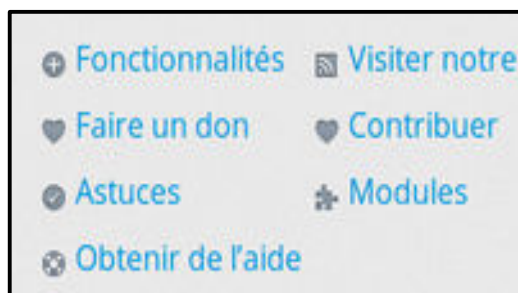 Fonctionnalités Visiter notre
Faire un don Contribuer
Astuces Modules
Obtenir de l'aide